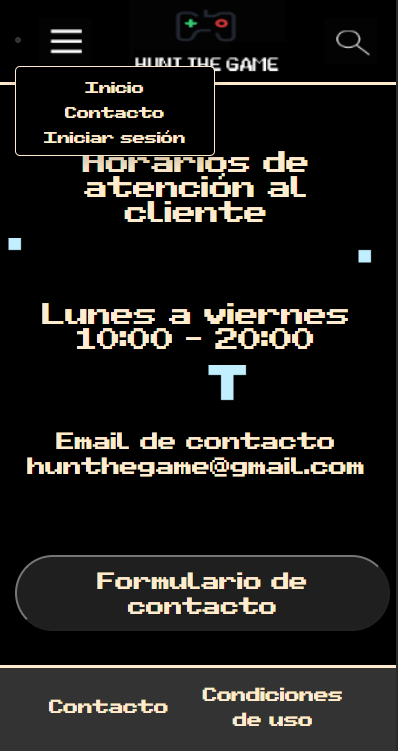 HUNT THE GAME
Inicio
Contacto
Iniciar sesión
Horarios de
atención al
cliente
Lunes a viernes
10:00 - 20:00
T
Email de contacto
hunthegame@gmail.com
Formulario de
contacto
Contacto
Condiciones
de uso